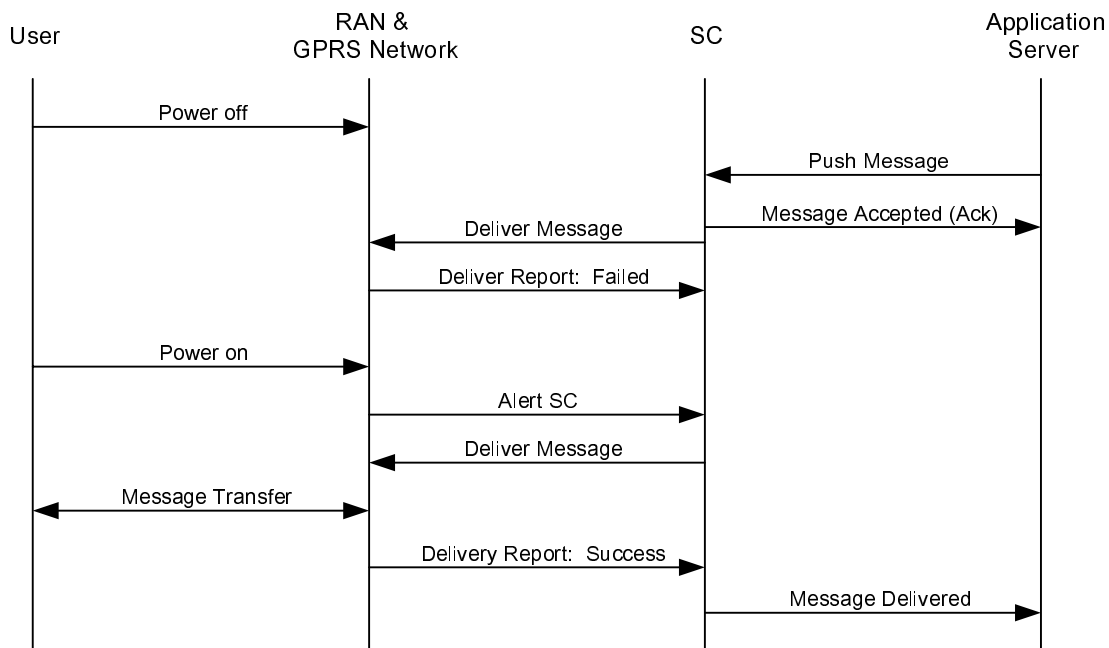 User
RAN &
GPRS Network
SC
Application
Server
Power off
Push Message
Message Accepted (Ack)
Deliver Message
Deliver Report: Failed
Power on
Alert SC
Deliver Message
Message Transfer
Delivery Report: Success
Message Delivered